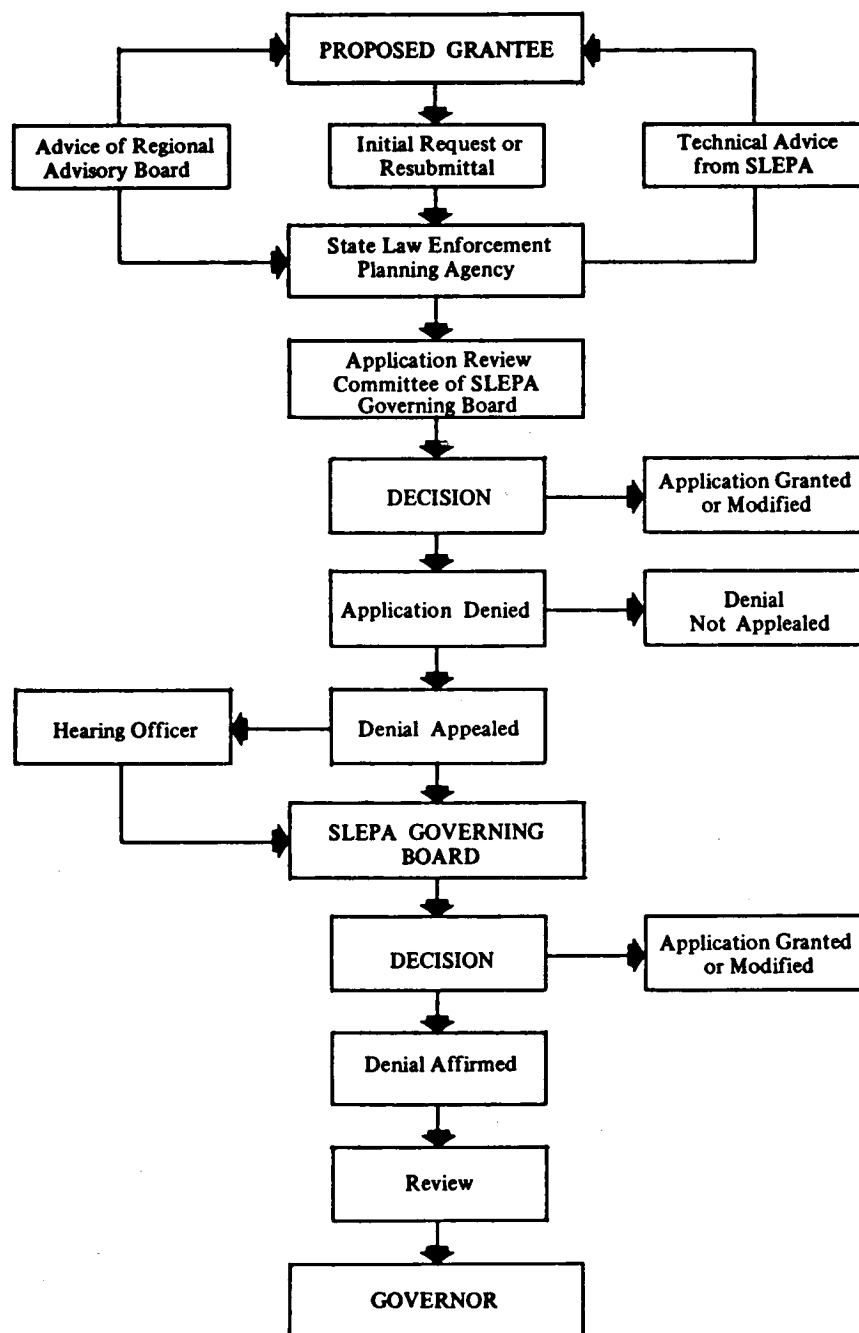 PROPOSED GRANTEE
Advice of Regional
Advisory Board
Initial Request or
Resubmittal
Technical Advice
from SLEPA
State Law Enforcement
Planning Agency
Application Review
Committee of SLEPA
Governing Board
DECISION
Application Granted
or Modified
Application Denied
Denial
Not Applealed
Hearing Officer
Denial Appealed
SLEPA GOVERNING
BOARD
DECISION
Application Granted
or Modified
Denial Affirmed
Review
GOVERNOR